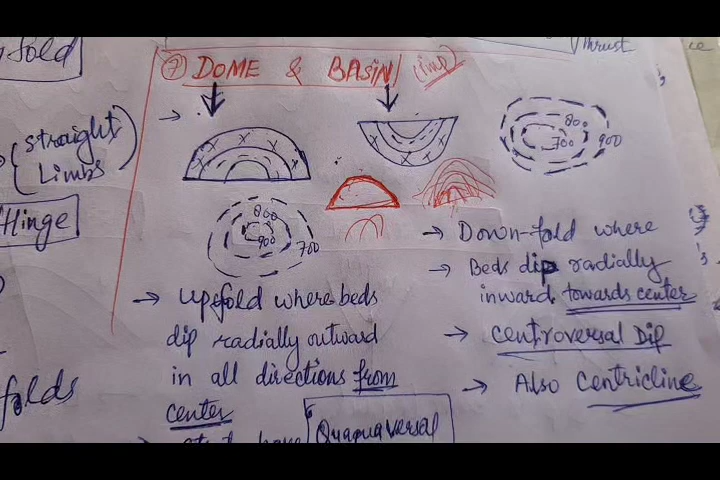 fold
Thrust
⑦ DOME & BASIN (imp)
straight
Limbs
Hinge
folds
800
900
700
→ upfold where beds
dip radially outward
in all directions from
center
Quaquaversal
800
700
900
→ Down-fold where
→ Beds dip radially
inward towards center
→ Centroversal Dip
→ Also Centricline